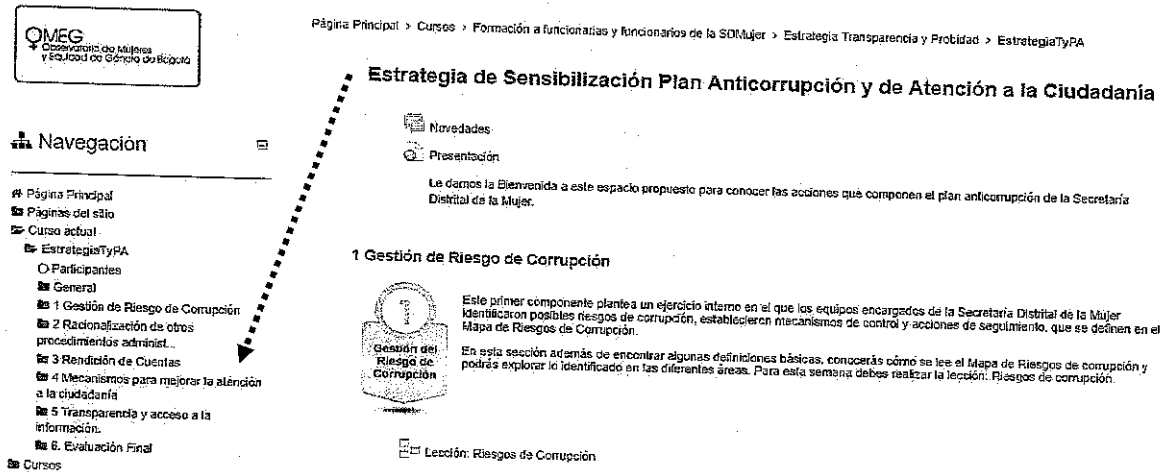 OMEG
Observatorio de Mujeres
y Equidad de Género de Bogotá
Página Principal > Cursos > Formación a funcionarias y funcionarios de la SDMujer > Estrategia Transparencia y Probidad > EstrategiaTyPA
Estrategia de Sensibilización Plan Anticorrupción y de Atención a la Ciudadanía
Novedades
Presentación
Le damos la Bienvenida a este espacio propuesto para conocer las acciones que componen el plan anticorrupción de la Secretaría
Distrital de la Mujer.
Navegación
Página Principal
Páginas del sitio
Curso actual
EstrategiaTyPA
Participantes
General
1 Gestión de Riesgo de Corrupción
2 Racionalización de otros
procedimientos administ...
3 Rendición de Cuentas
4 Mecanismos para mejorar la atención
a la ciudadanía
5 Transparencia y acceso a la
información.
6. Evaluación Final
Cursos
1 Gestión de Riesgo de Corrupción
1
Gestión del
Riesgo de
Corrupción
Este primer componente plantea un ejercicio interno en el que los equipos encargados de la Secretaría Distrital de la Mujer
identificaron posibles riesgos de corrupción, establecieron mecanismos de control y acciones de seguimiento, que se definen en el
Mapa de Riesgos de Corrupción.
En esta sección además de encontrar algunas definiciones básicas, conocerás cómo se lee el Mapa de Riesgos de corrupción y
podrás explorar lo identificado en las diferentes áreas. Para esta semana debes realizar la lección: Riesgos de corrupción.
Lección: Riesgos de Corrupción